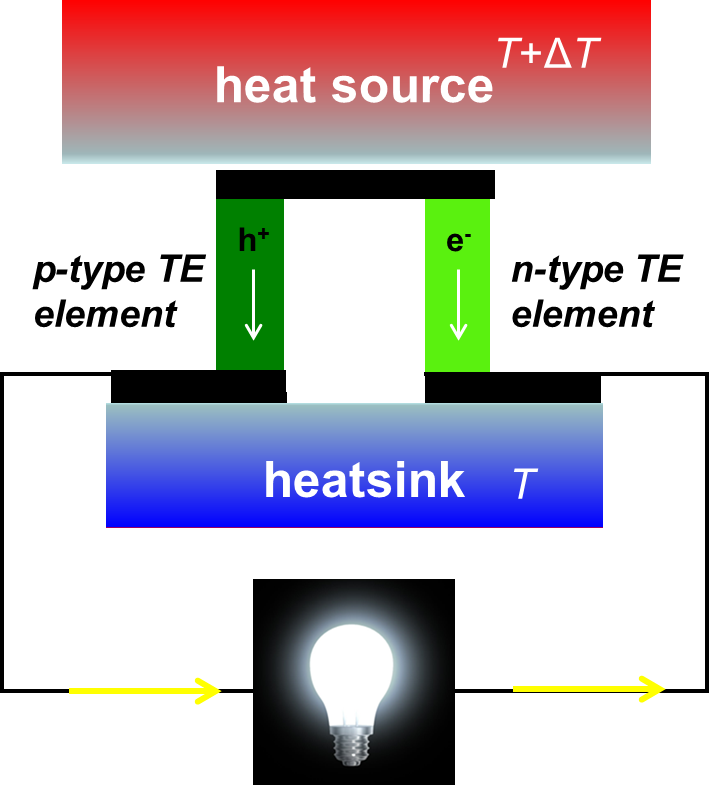 T+ΔT
heat source
h⁺
e⁻
p-type TE
element
n-type TE
element
heatsink T